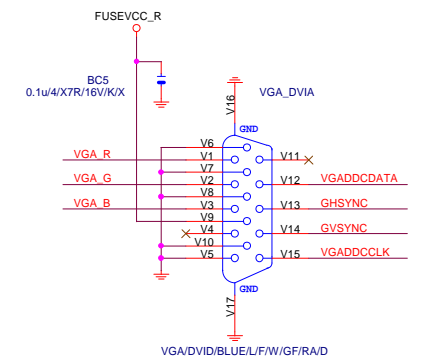 FUSEVCC_R
BC5
0.1u/4/X7R/16V/K/X
VGA_DVIA
V16
GND
V6
VGA_R V1 V11
V7
VGA_G V2 V12 VGADDCDATA
V8
VGA_B V3 V13 GHSYNC
V9
V4 V14 GVSYNC
V10
V5 V15 VGADDCCLK
GND
V17
VGA/DVID/BLUE/L/F/W/GF/RA/D